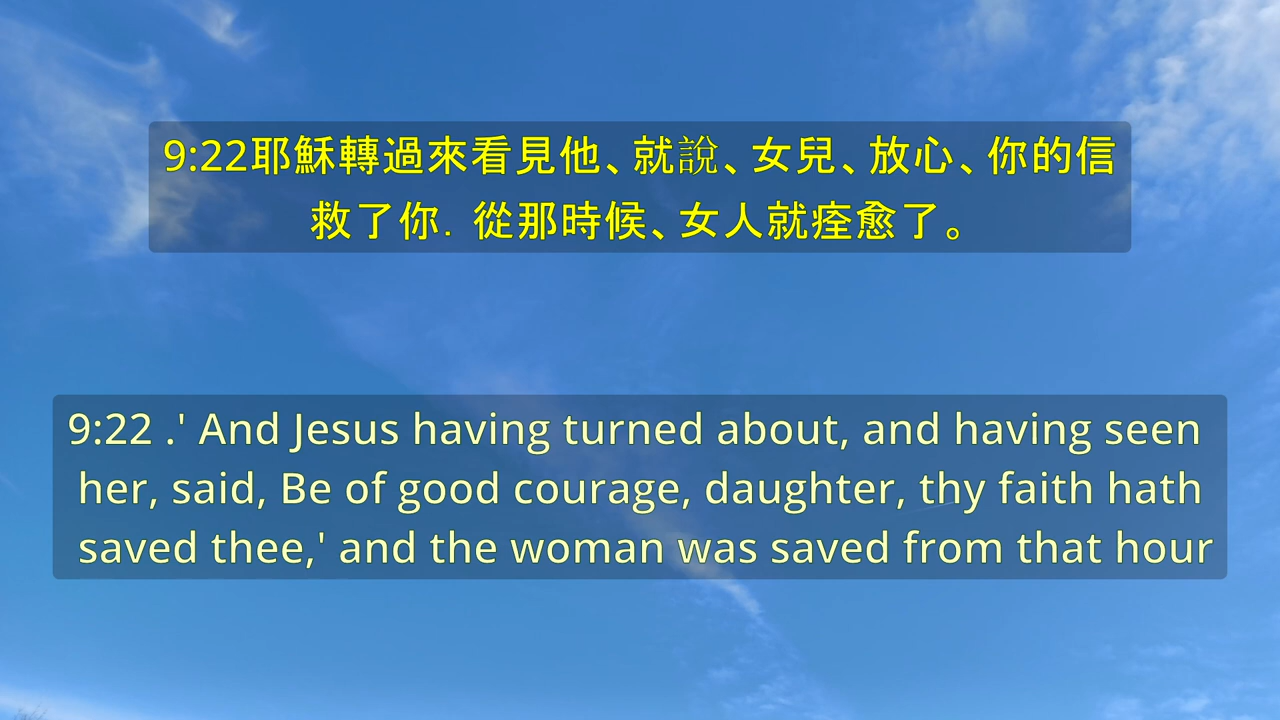 9:22耶穌轉過來看見他、就說、女兒、放心、你的信
救了你．從那時候、女人就痊愈了。
9:22 .' And Jesus having turned about, and having seen
her, said, Be of good courage, daughter, thy faith hath
saved thee,' and the woman was saved from that hour